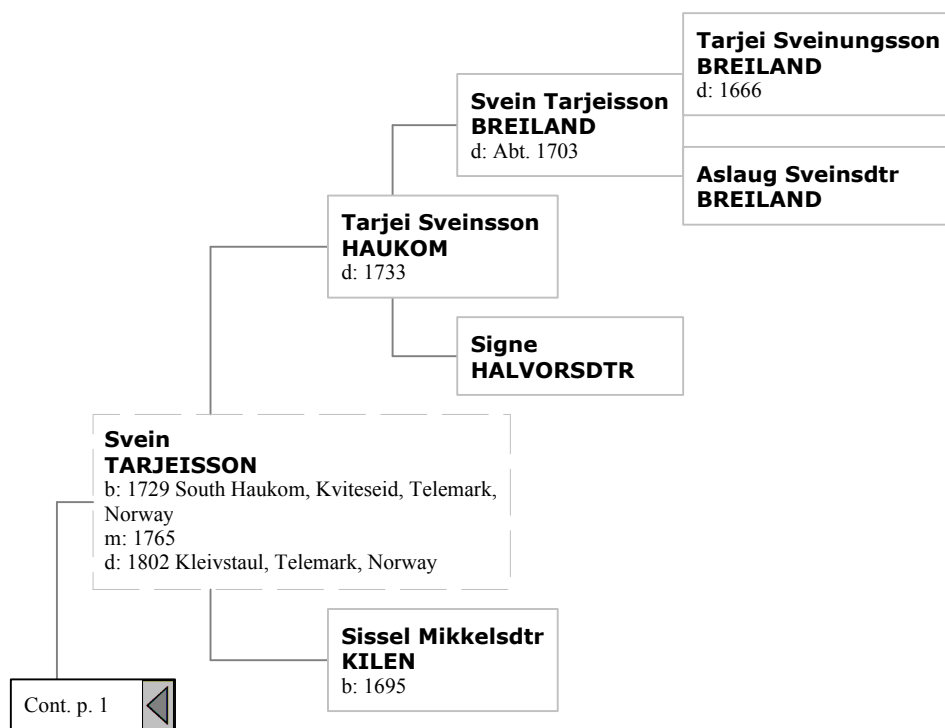 Tarjei Sveinungsson
BREILAND
d: 1666
Svein Tarjeisson
BREILAND
d: Abt. 1703
Aslaug Sveinsdtr
BREILAND
Tarjei Sveinsson
HAUKOM
d: 1733
Signe
HALVORSDTR
Svein
TARJEISSON
b: 1729 South Haukom, Kviteseid, Telemark,
Norway
m: 1765
d: 1802 Kleivstaul, Telemark, Norway
Sissel Mikkelsdtr
KILEN
b: 1695
Cont. p. 1